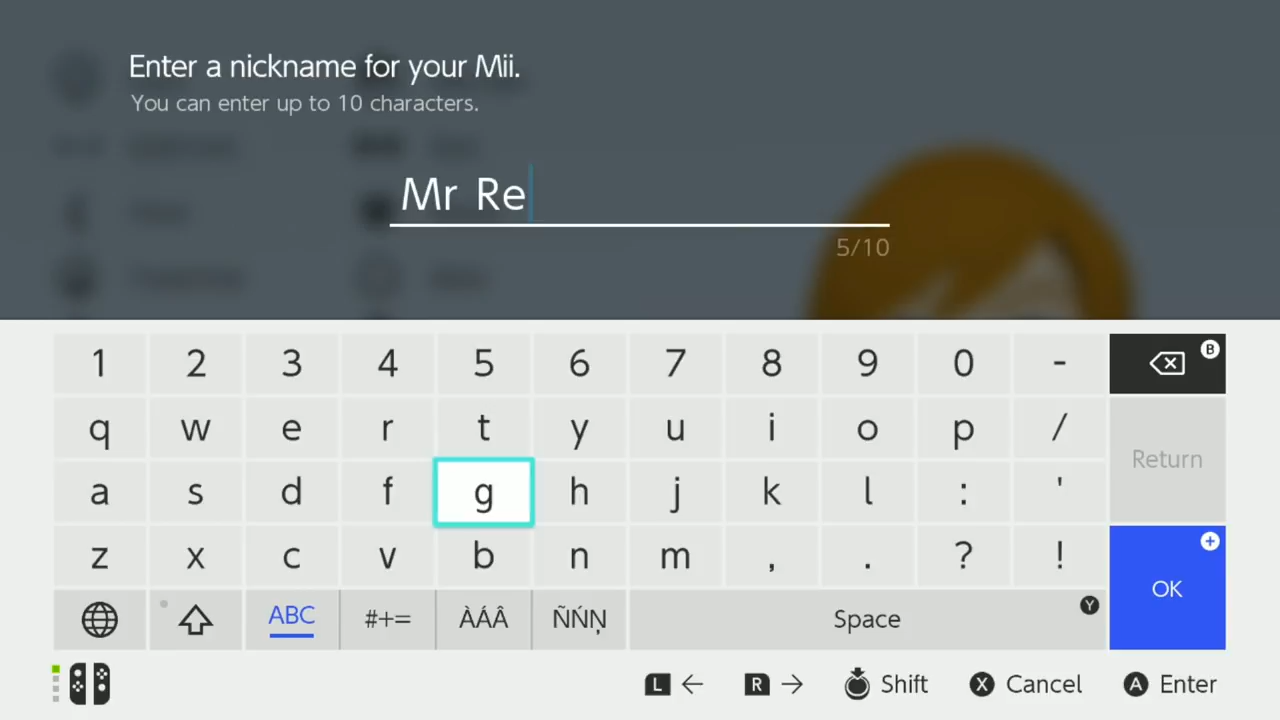 Enter a nickname for your Mii.
You can enter up to 10 characters.
Mr Re
5/10
1 2 3 4 5 6 7 8 9 0 -
B
q w e r t y u i o p /
Return
a s d f g h j k l : '
z x c v b n m , . ? !
+
OK
ABC #+= ÀÁÂ ÑŃŅ Space Y
L ← R → Shift X Cancel A Enter